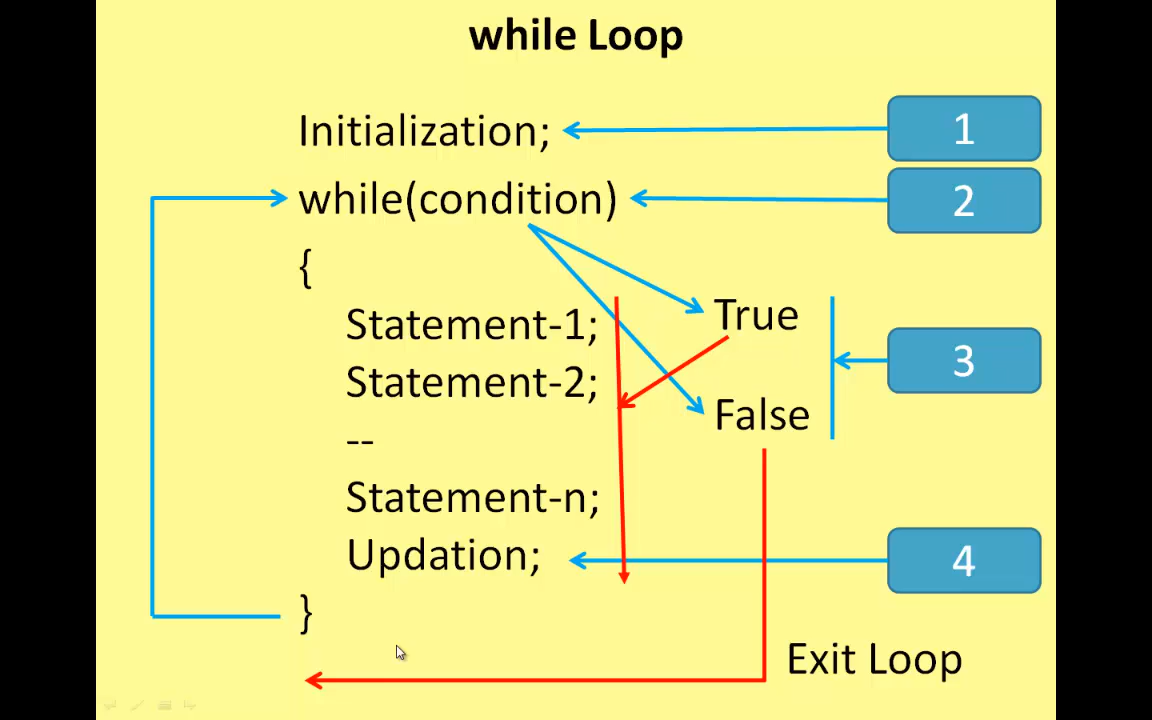 while Loop
Initialization;
1
while(condition)
2
{
Statement-1;
True
Statement-2;
3
False
--
Statement-n;
Updation;
4
}
Exit Loop